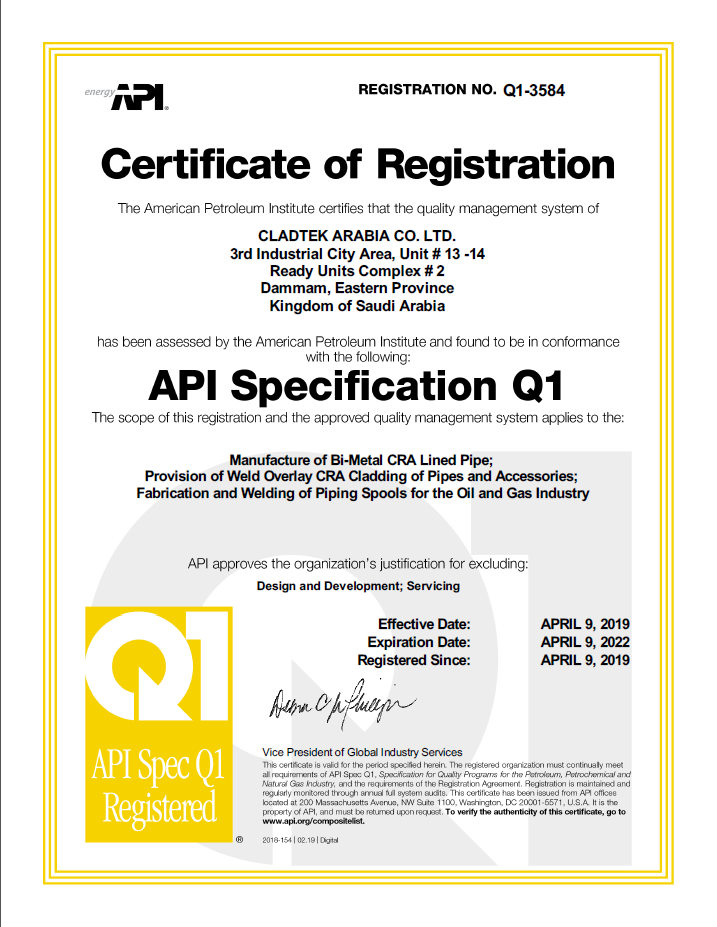 energy API®
REGISTRATION NO. Q1-3584
Certificate of Registration
The American Petroleum Institute certifies that the quality management system of
CLADTEK ARABIA CO. LTD.
3rd Industrial City Area, Unit # 13 -14
Ready Units Complex # 2
Dammam, Eastern Province
Kingdom of Saudi Arabia
has been assessed by the American Petroleum Institute and found to be in conformance
with the following:
API Specification Q1
The scope of this registration and the approved quality management system applies to the:
Manufacture of Bi-Metal CRA Lined Pipe;
Provision of Weld Overlay CRA Cladding of Pipes and Accessories;
Fabrication and Welding of Piping Spools for the Oil and Gas Industry
API approves the organization's justification for excluding:
Design and Development; Servicing
Effective Date: APRIL 9, 2019
Expiration Date: APRIL 9, 2022
Registered Since: APRIL 9, 2019
Q1
API Spec Q1
Registered
®
Vice President of Global Industry Services
This certificate is valid for the period specified herein. The registered organization must continually meet
all requirements of API Spec Q1, Specification for Quality Programs for the Petroleum, Petrochemical and
Natural Gas Industry, and the requirements of the Registration Agreement. Registration is maintained and
regularly monitored through annual full system audits. This certificate has been issued from API offices
located at 200 Massachusetts Avenue, NW Suite 1100, Washington, DC 20001-5571, U.S.A. It is the
property of API, and must be returned upon request. To verify the authenticity of this certificate, go to
www.api.org/compositelist.
2018-154 | 02.19 | Digital